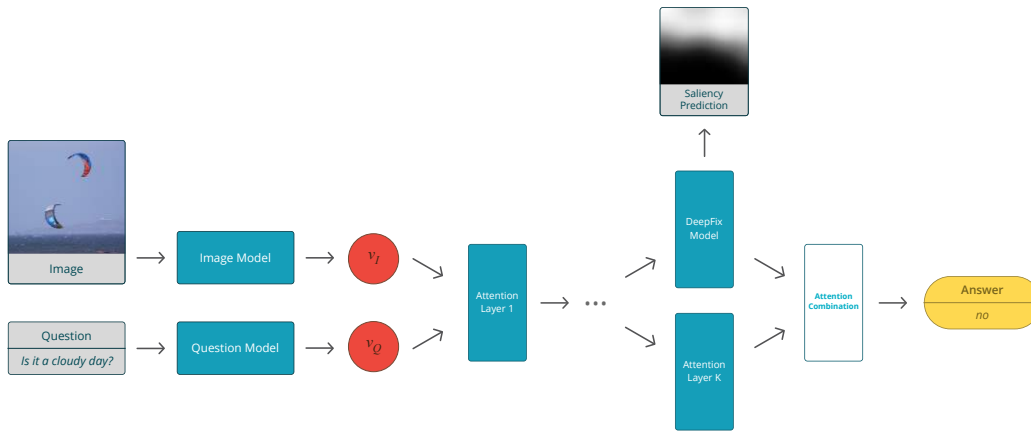 Saliency
Prediction
Image
Image Model
v_I
Question
Is it a cloudy day?
Question Model
v_Q
Attention
Layer 1
...
DeepFix
Model
Attention
Layer K
Attention
Combination
Answer
no